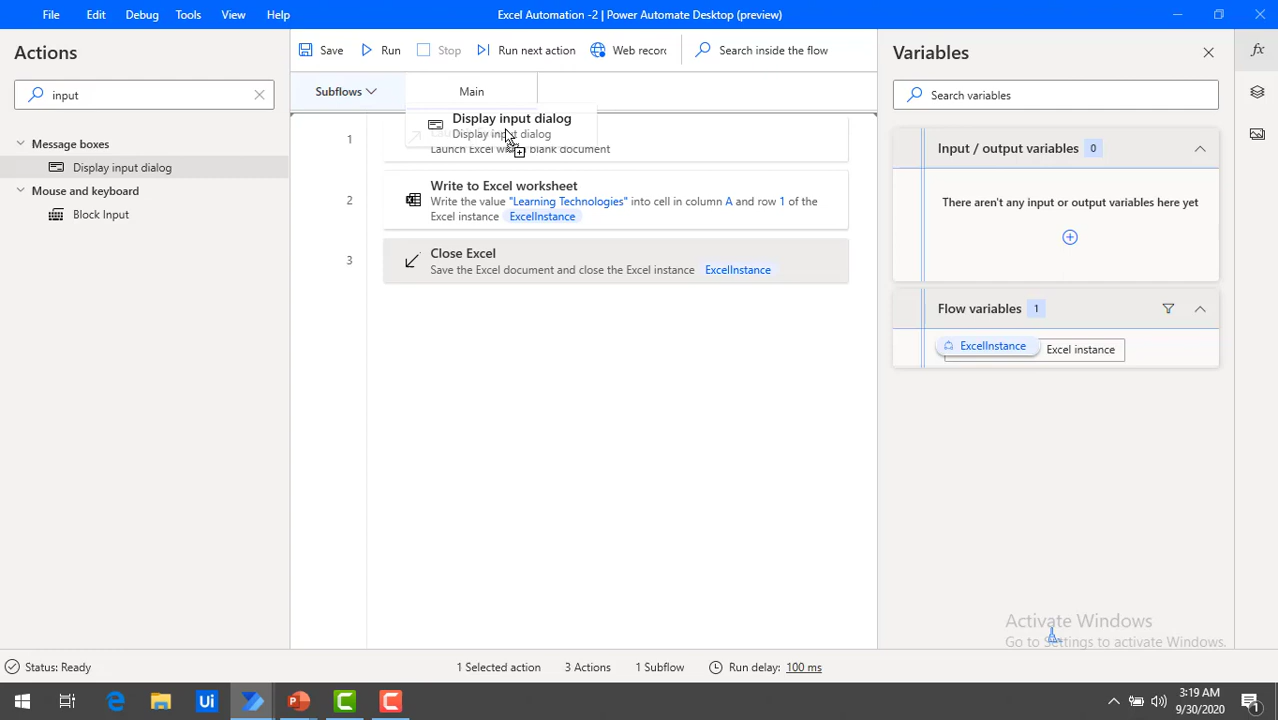 File Edit Debug Tools View Help Excel Automation -2 | Power Automate Desktop (preview)
Actions
Save Run Stop Run next action Web recor Search inside the flow
Variables
input
Subflows Main
Search variables
Message boxes
Display input dialog
Mouse and keyboard
Block Input
Display input dialog
Display input dialog
1
Launch Excel blank document
2
Write to Excel worksheet
Write the value "Learning Technologies" into cell in column A and row 1 of the
Excel instance ExcelInstance
3
Close Excel
Save the Excel document and close the Excel instance ExcelInstance
Input / output variables 0
There aren't any input or output variables here yet
Flow variables 1
ExcelInstance Excel instance
Activate Windows
Go to Settings to activate Windows.
Status: Ready 1 Selected action 3 Actions 1 Subflow Run delay: 100 ms
Ui
3:19 AM
9/30/2020
1